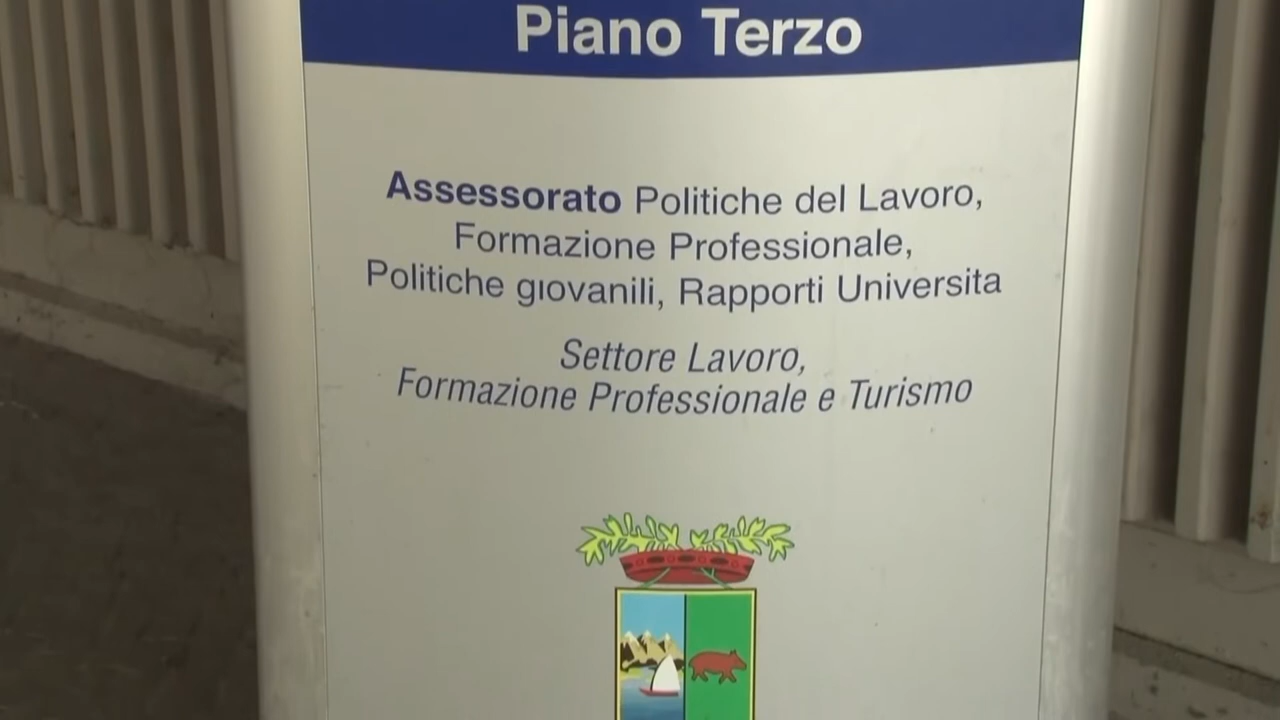 Piano Terzo
Assessorato Politiche del Lavoro,
Formazione Professionale,
Politiche giovanili, Rapporti Universita
Settore Lavoro,
Formazione Professionale e Turismo